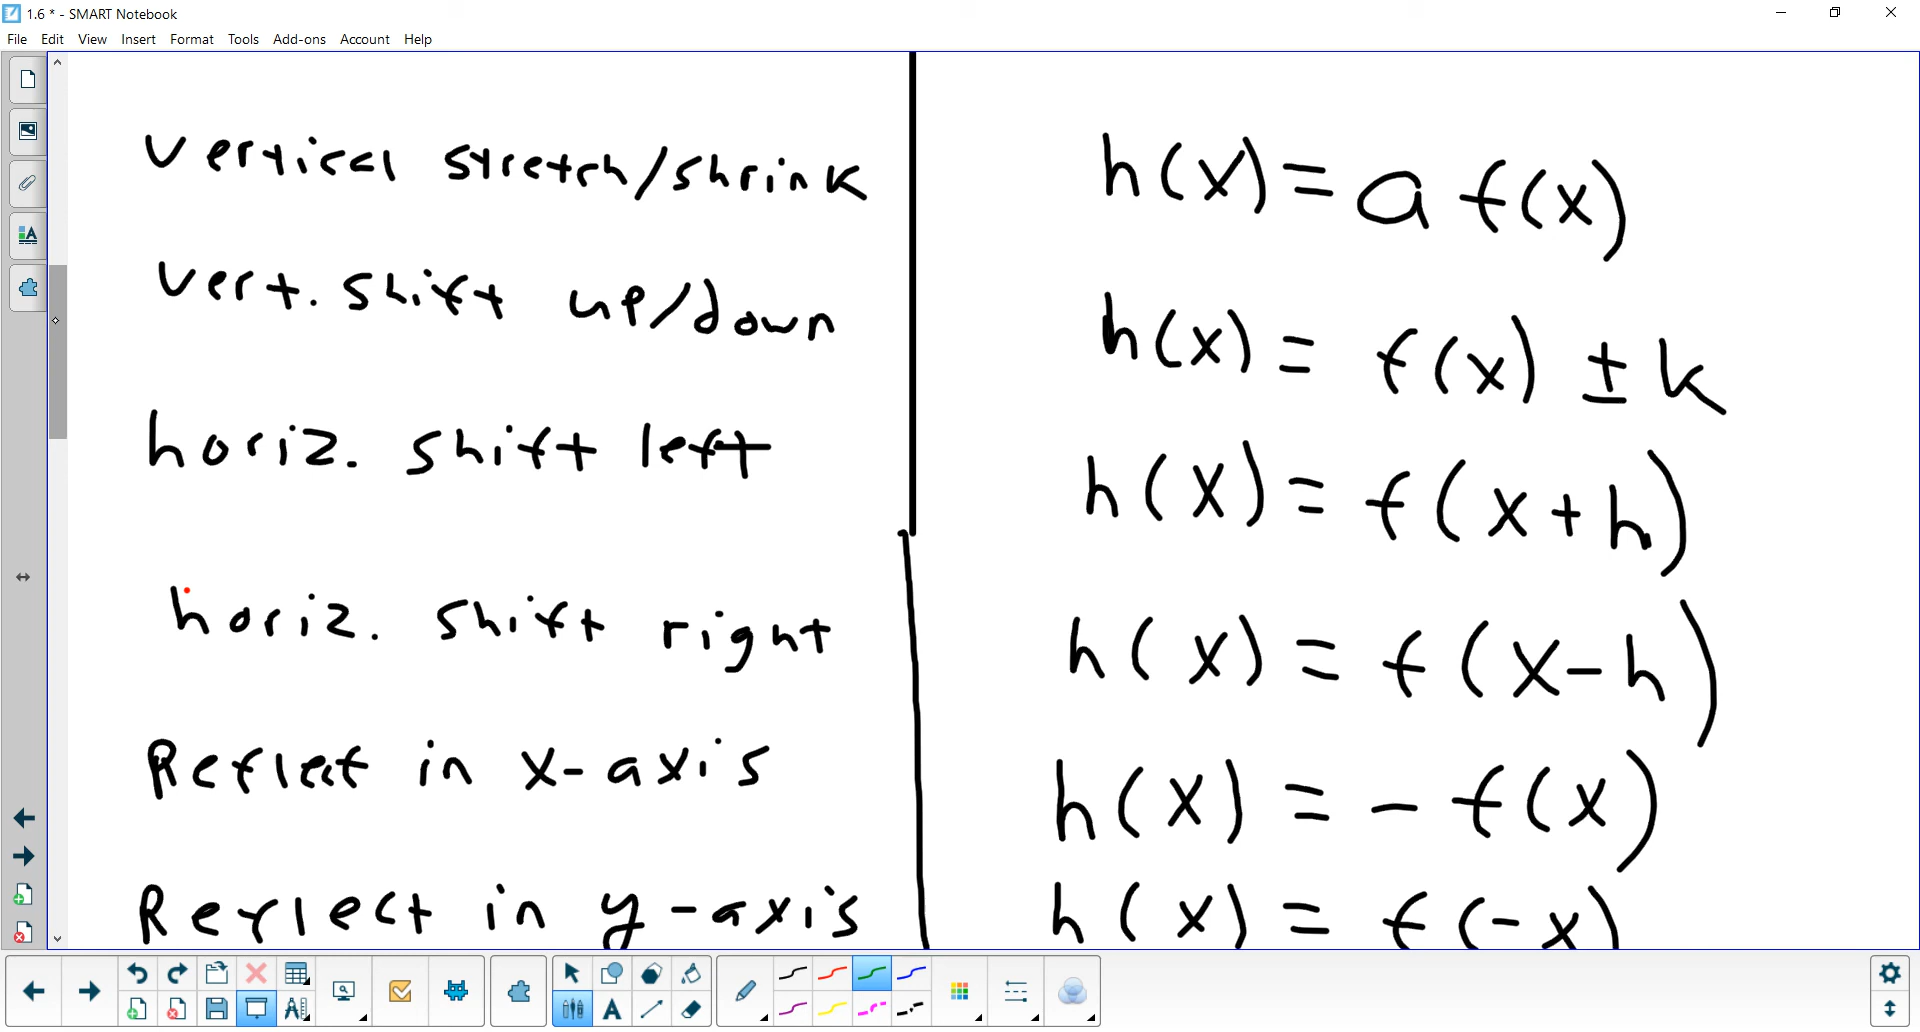 1.6 * - SMART Notebook
File Edit View Insert Format Tools Add-ons Account Help
Vertical stretch/shrink
h(x) = a f(x)
Vert. shift up/down
h(x) = f(x) ± k
horiz. shift left
h(x) = f(x+h)
horiz. shift right
h(x) = f(x-h)
Reflect in x-axis
h(x) = -f(x)
Reflect in y-axis
h(x) = f(-x)